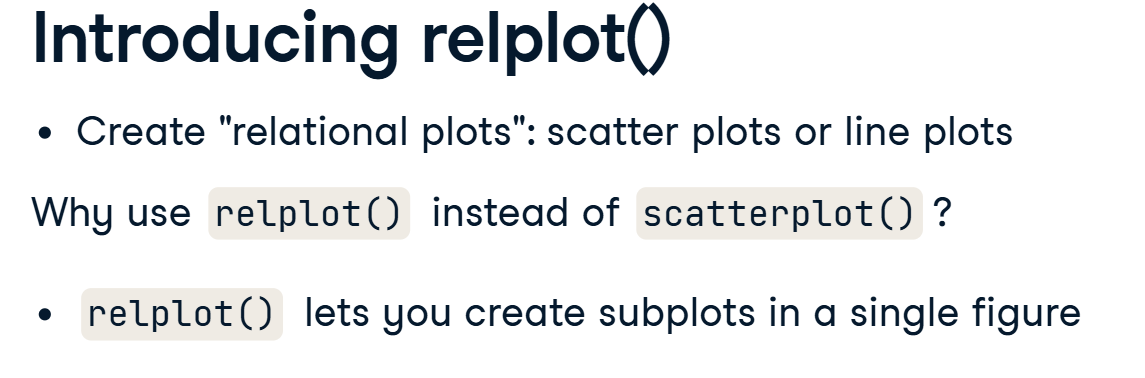 Introducing relplot()
• Create "relational plots": scatter plots or line plots
Why use relplot() instead of scatterplot() ?
• relplot() lets you create subplots in a single figure